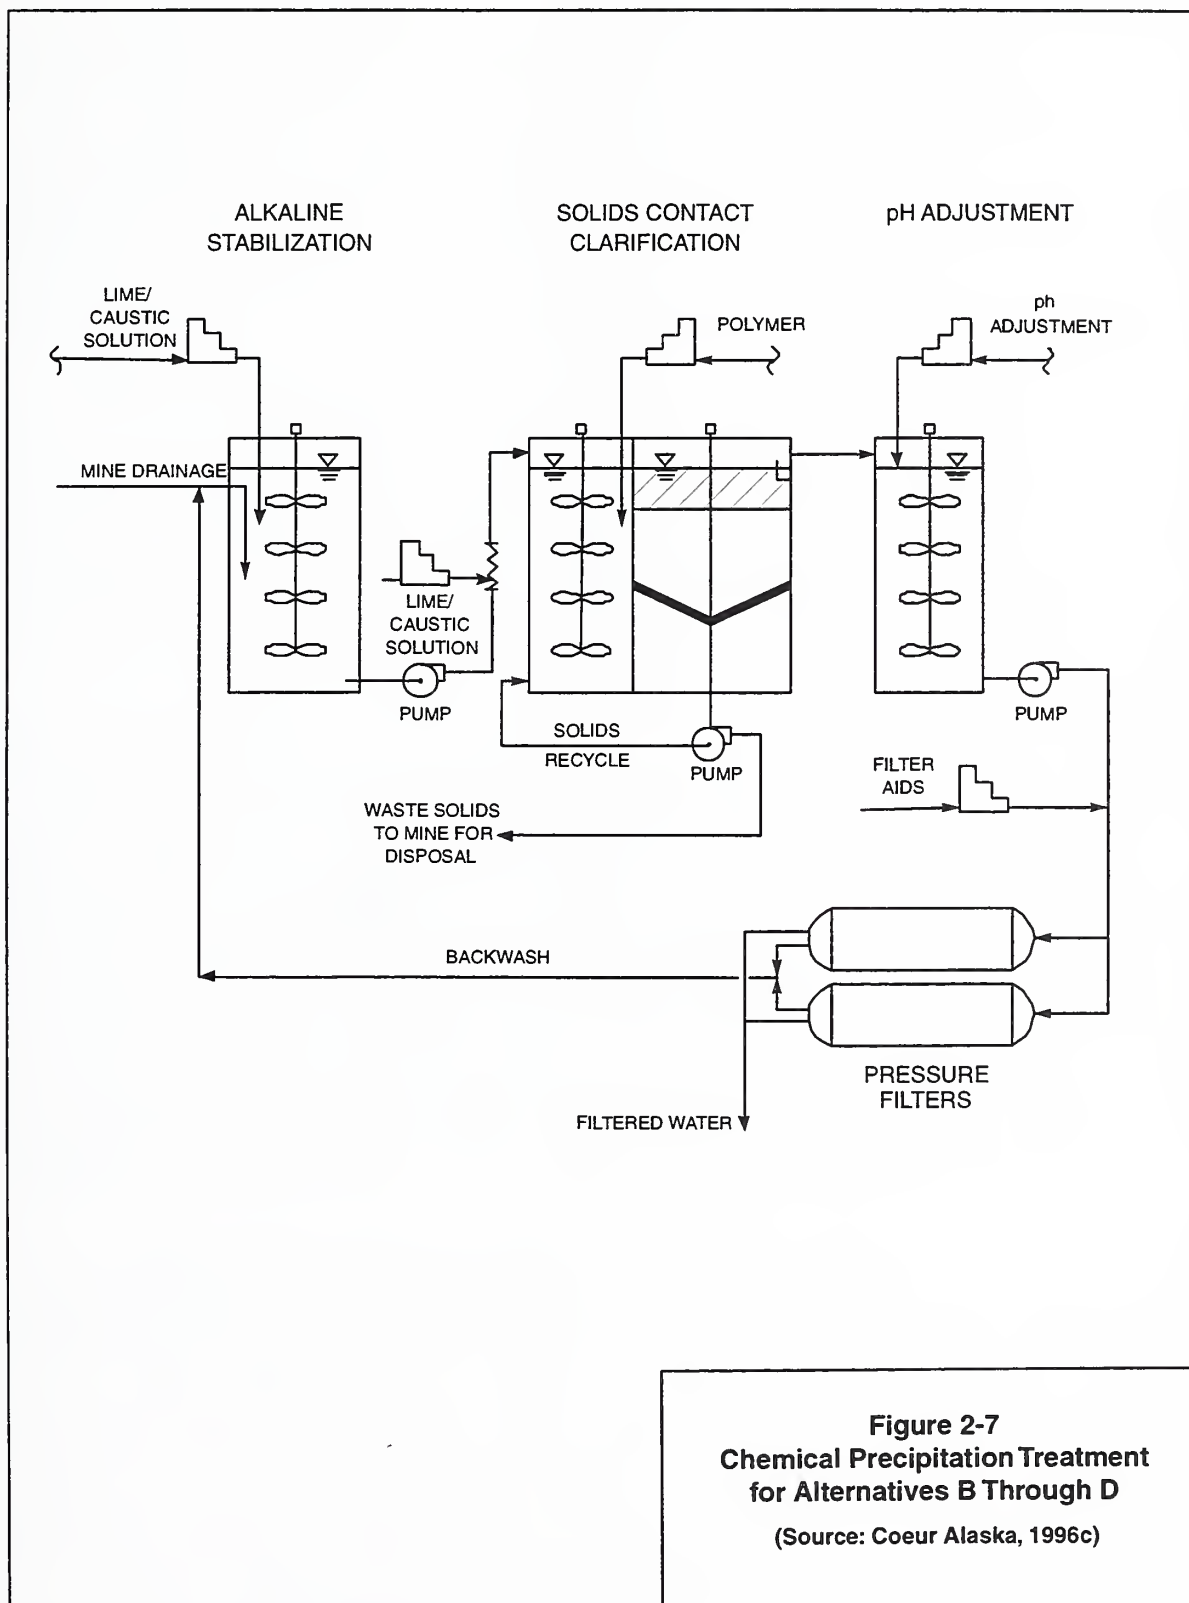 ALKALINE
STABILIZATION
SOLIDS CONTACT
CLARIFICATION
pH ADJUSTMENT
LIME/
CAUSTIC
SOLUTION
POLYMER
ph
ADJUSTMENT
MINE DRAINAGE
LIME/
CAUSTIC
SOLUTION
PUMP
SOLIDS
RECYCLE
PUMP
PUMP
FILTER
AIDS
WASTE SOLIDS
TO MINE FOR
DISPOSAL
BACKWASH
PRESSURE
FILTERS
FILTERED WATER
Figure 2-7
Chemical Precipitation Treatment
for Alternatives B Through D
(Source: Coeur Alaska, 1996c)